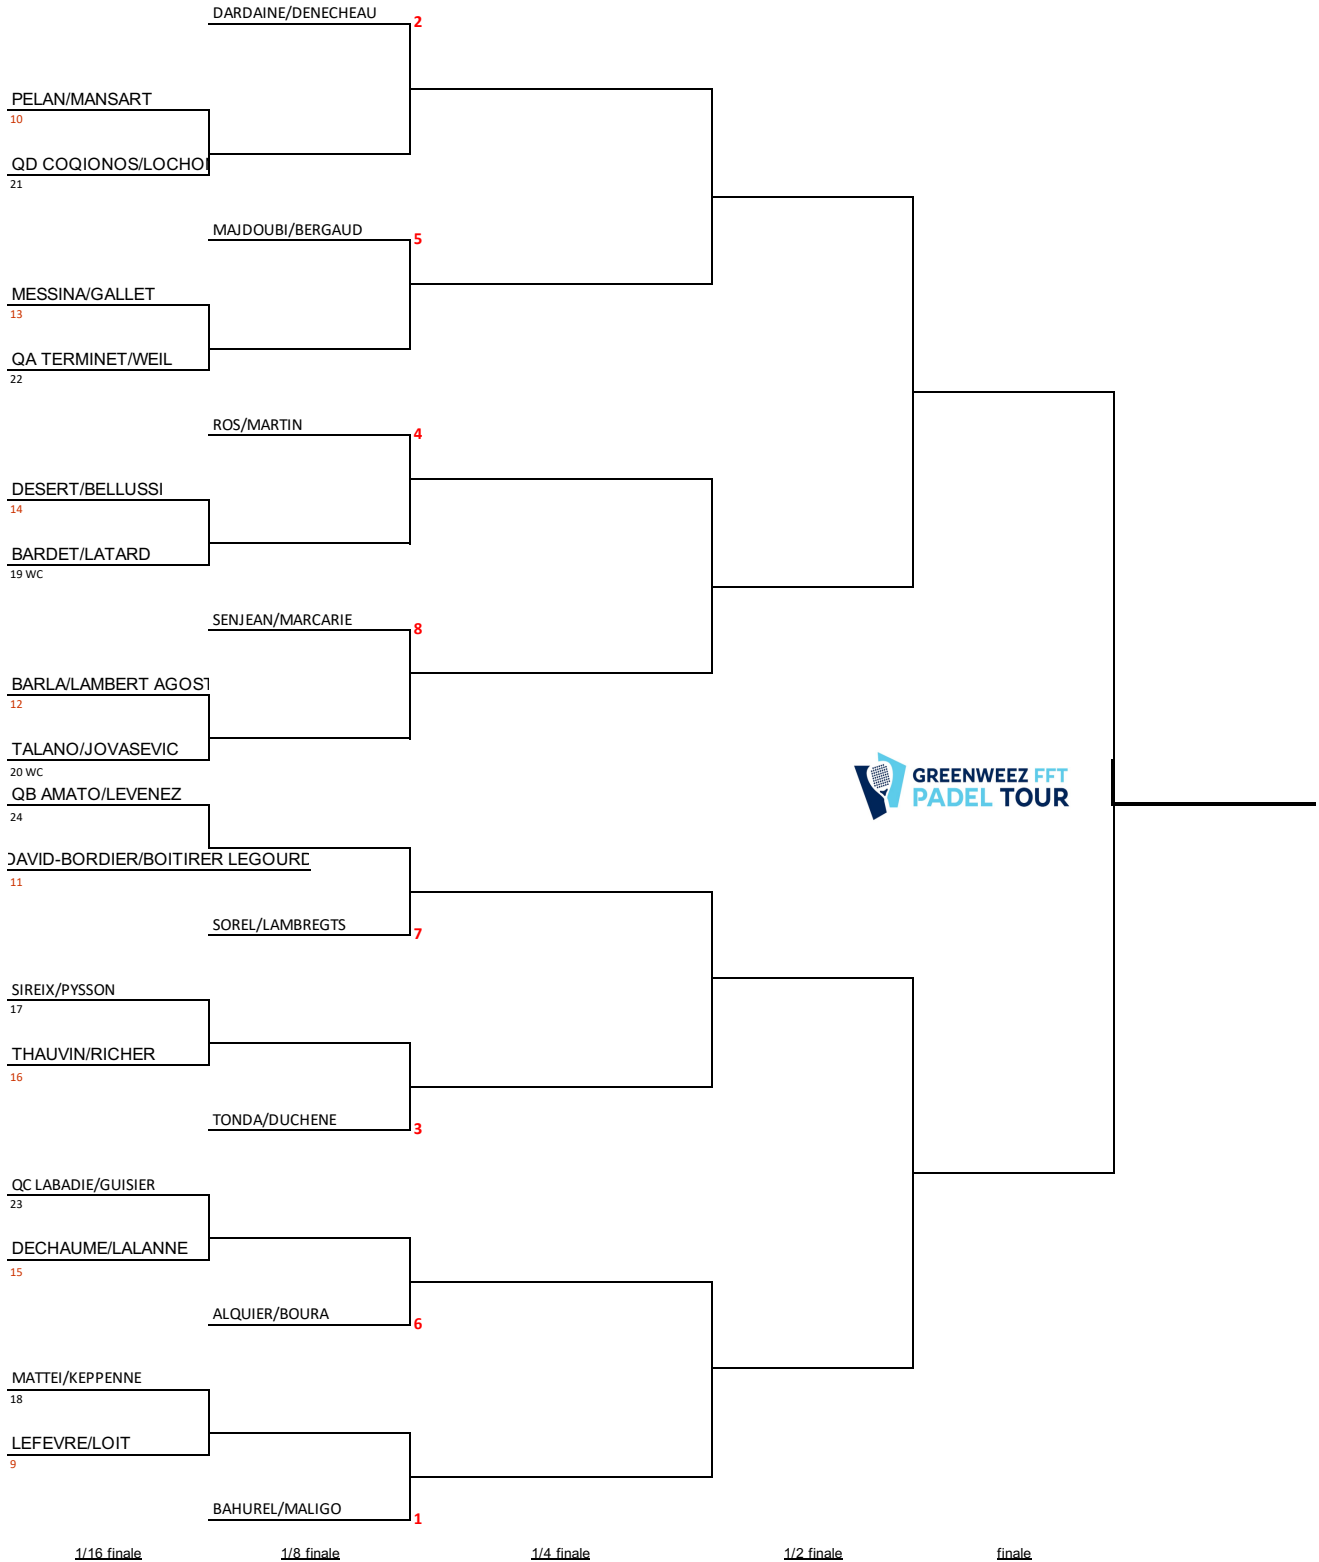 DARDAINE/DENECHEAU
2
PELAN/MANSART
10
QD COQIONOS/LOCHO
21
MAJDOUBI/BERGAUD
5
MESSINA/GALLET
13
QA TERMINET/WEIL
22
ROS/MARTIN
4
DESERT/BELLUSSI
14
BARDET/LATARD
19 WC
SENJEAN/MARCARIE
8
BARLA/LAMBERT AGOST
12
TALANO/JOVASEVIC
20 WC
QB AMATO/LEVENEZ
24
DAVID-BORDIER/BOITIRER LEGOURD
11
SOREL/LAMBREGTS
7
GREENWEEZ FFT
PADEL TOUR
SIREIX/PYSSON
17
THAUVIN/RICHER
16
TONDA/DUCHENE
3
QC LABADIE/GUISIER
23
DECHAUME/LALANNE
15
ALQUIER/BOURA
6
MATTEI/KEPPENNE
18
LEFEVRE/LOIT
9
BAHUREL/MALIGO
1
1/16 finale
1/8 finale
1/4 finale
1/2 finale
finale